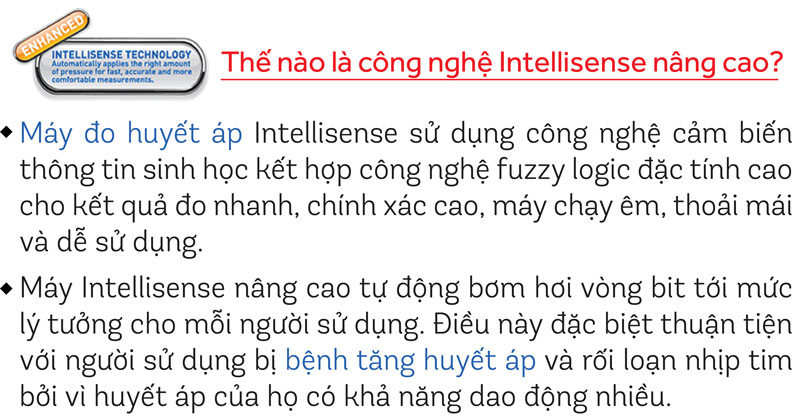 ENHANCED
INTELLISENSE TECHNOLOGY
Automatically applies the right amount
of pressure for fast, accurate and more
comfortable measurements.
Thế nào là công nghệ Intellisense nâng cao?
Máy đo huyết áp Intellisense sử dụng công nghệ cảm biến
thông tin sinh học kết hợp công nghệ fuzzy logic đặc tính cao
cho kết quả đo nhanh, chính xác cao, máy chạy êm, thoải mái
và dễ sử dụng.
Máy Intellisense nâng cao tự động bơm hơi vòng bit tới mức
lý tưởng cho mỗi người sử dụng. Điều này đặc biệt thuận tiện
với người sử dụng bị bệnh tăng huyết áp và rối loạn nhịp tim
bởi vì huyết áp của họ có khả năng dao động nhiều.